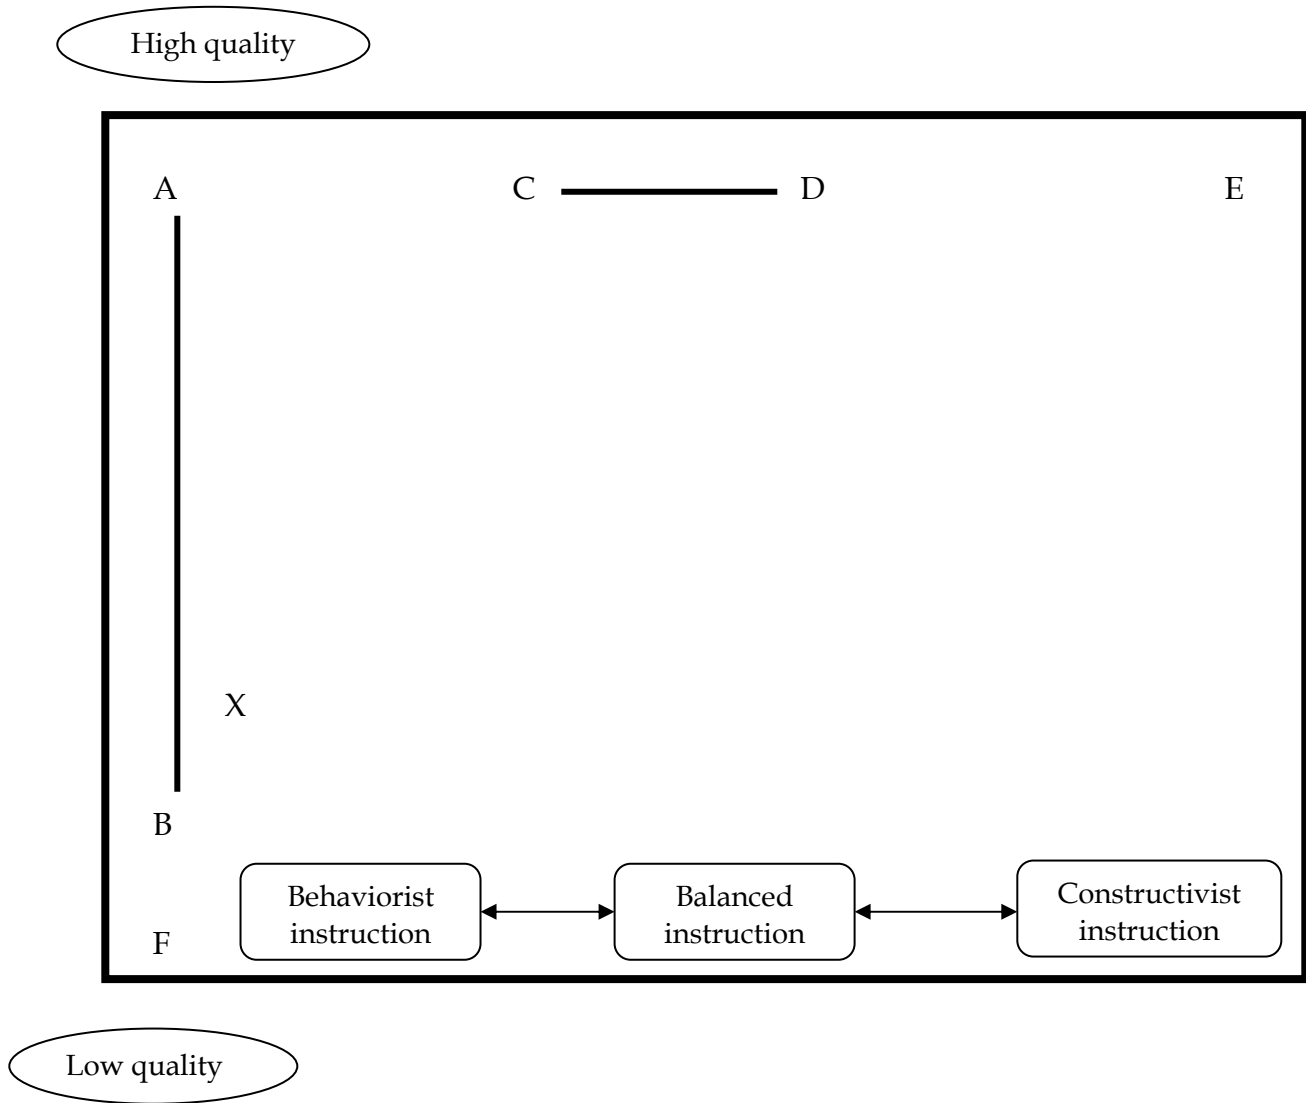 High quality
A
C
D
E
X
B
Behaviorist
instruction
Balanced
instruction
Constructivist
instruction
F
Low quality